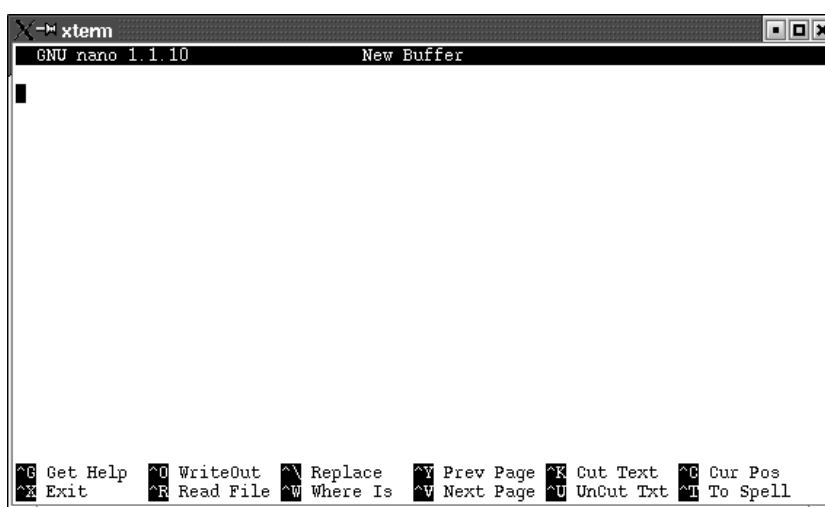 xterm
GNU nano 1.1.10 New Buffer
^G Get Help ^O WriteOut ^\ Replace ^Y Prev Page ^K Cut Text ^C Cur Pos
^X Exit ^R Read File ^W Where Is ^V Next Page ^U UnCut Txt ^T To Spell